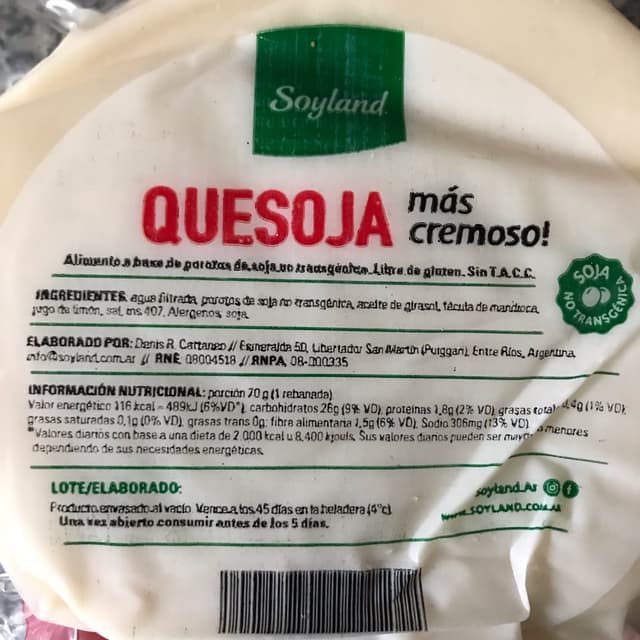 Soyland
QUESOJA más cremoso!
Alimento a base de porotos de soja no transgénica. Libre de gluten. Sin T.A.C.C.
SOJA NO TRANSGÉNICA
INGREDIENTES. agua filtrada, porotos de soja no transgénica, aceite de girasol, fécula de mandioca,
jugo de limón, sal, ins 407. Alergenos, soja.
ELABORADO POR: Denis R. Cattaneo // Esmeralda 50, Libertador San Martín (Puiggari), Entre Ríos, Argentina.
info@soyland.com.ar // RNE, 08004518 // RNPA, 08-000335
INFORMACIÓN NUTRICIONAL: porción 70 g (1 rebanada)
Valor energético 116 kcal - 489kJ (6%VD*), carbohidratos 26g (9% VD), proteínas 1,8g (2% VD), grasas total 0,4g (1% VD),
grasas saturadas 0,1g (0% VD), grasas trans 0g; fibra alimentaria 1,5g (6% VD), Sodio 306mg (13% VD).
*Valores diarios con base a una dieta de 2.000 kcal u 8.400 kjouls. Sus valores diarios pueden ser mayo o menores
dependiendo de sus necesidades energéticas.
LOTE/ELABORADO:
Producto envasado al vacío. Vence a los 45 días en la heladera (4°c)
Una vez abierto consumir antes de los 5 días.
soyland.Ar
www.SOYLAND.COM.AR